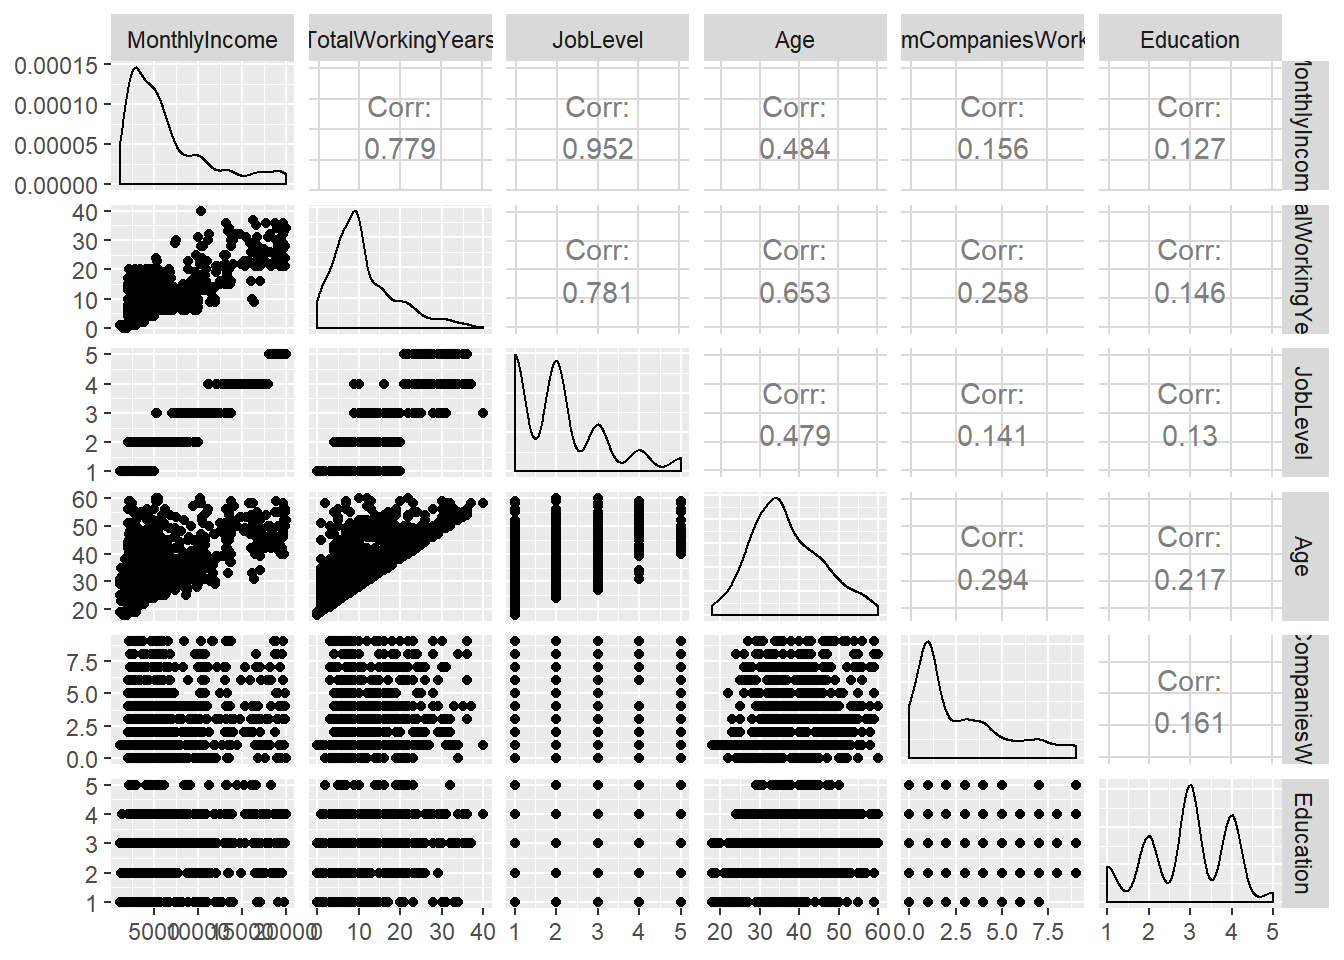 MonthlyIncome TotalWorkingYears JobLevel Age mCompaniesWork Education
0.00015
0.00010
0.00005
0.00000
Corr:
0.779
Corr:
0.952
Corr:
0.484
Corr:
0.156
Corr:
0.127
MonthlyIncom
40
30
20
10
0
Corr:
0.781
Corr:
0.653
Corr:
0.258
Corr:
0.146
alWorkingYe
5
4
3
2
1
Corr:
0.479
Corr:
0.141
Corr:
0.13
JobLevel
60
50
40
30
20
Corr:
0.294
Corr:
0.217
Age
7.5
5.0
2.5
0.0
Corr:
0.161
CompaniesW
5
4
3
2
1
Education
5000 10000 15000 20000
0 10 20 30 40
1 2 3 4 5
20 30 40 50 60
0.0 2.5 5.0 7.5
1 2 3 4 5